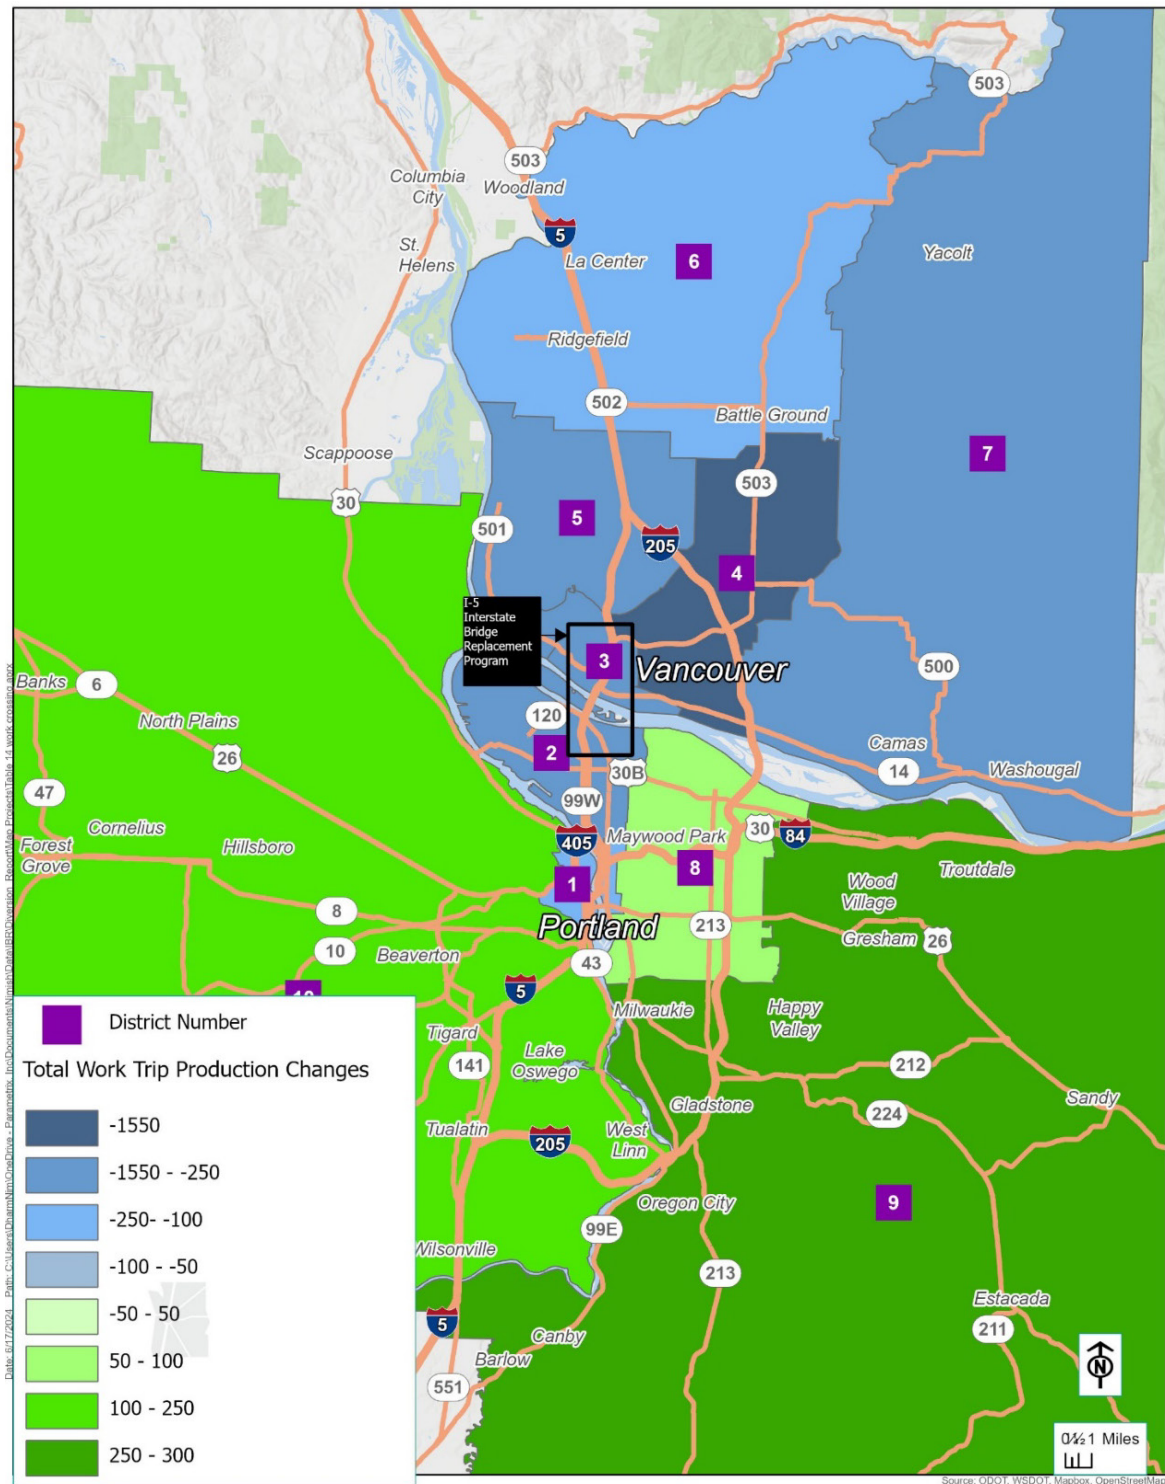 503
503
Columbia
City
Woodland
5
St.
Helens
La Center
6
Yacolt
Ridgefield
502
Battle Ground
Scappoose
7
30
503
501
5
205
4
I-5
Interstate
Bridge
Replacement
Program
3
Vancouver
500
Banks
6
North Plains
120
2
26
Camas
14
Washougal
30B
47
99W
Cornelius
Forest
Grove
Hillsboro
405
Maywood Park
30
84
8
Troutdale
1
Wood
Village
8
Portland
213
Gresham
26
10
Beaverton
43
5
Milwaukie
Happy
Valley
District Number
Tigard
Lake
Oswego
141
212
Total Work Trip Production Changes
Gladstone
224
Sandy
-1550
Tualatin
205
West
Linn
-1550 - -250
Oregon City
9
-250- -100
99E
Wilsonville
213
-100 - -50
Estacada
-50 - 50
5
211
Canby
50 - 100
Barlow
N
551
100 - 250
1 Miles
250 - 300
Source: ODOT, WSDOT, Mapbox, OpenStreetMap